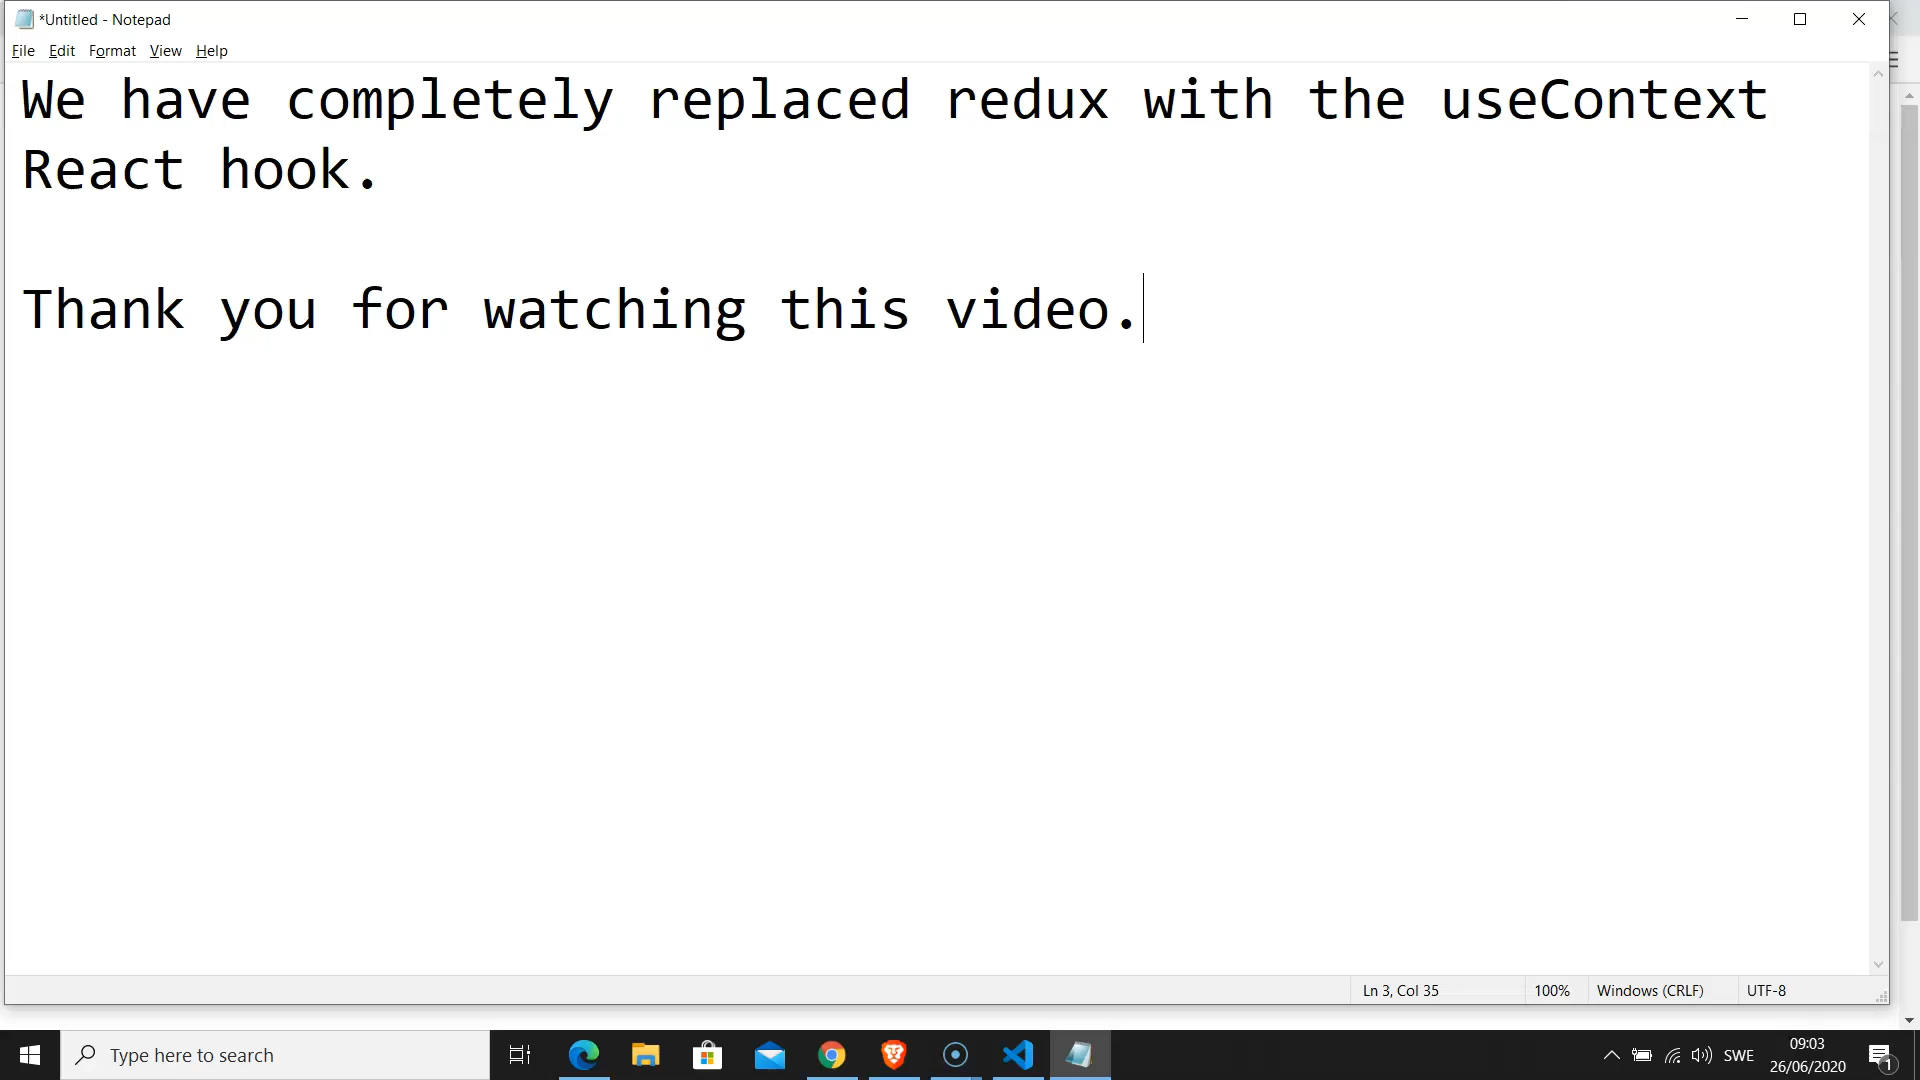 *Untitled - Notepad
File Edit Format View Help
We have completely replaced redux with the useContext
React hook.
Thank you for watching this video.
Ln 3, Col 35 100% Windows (CRLF) UTF-8
Type here to search
SWE
09:03
26/06/2020
1